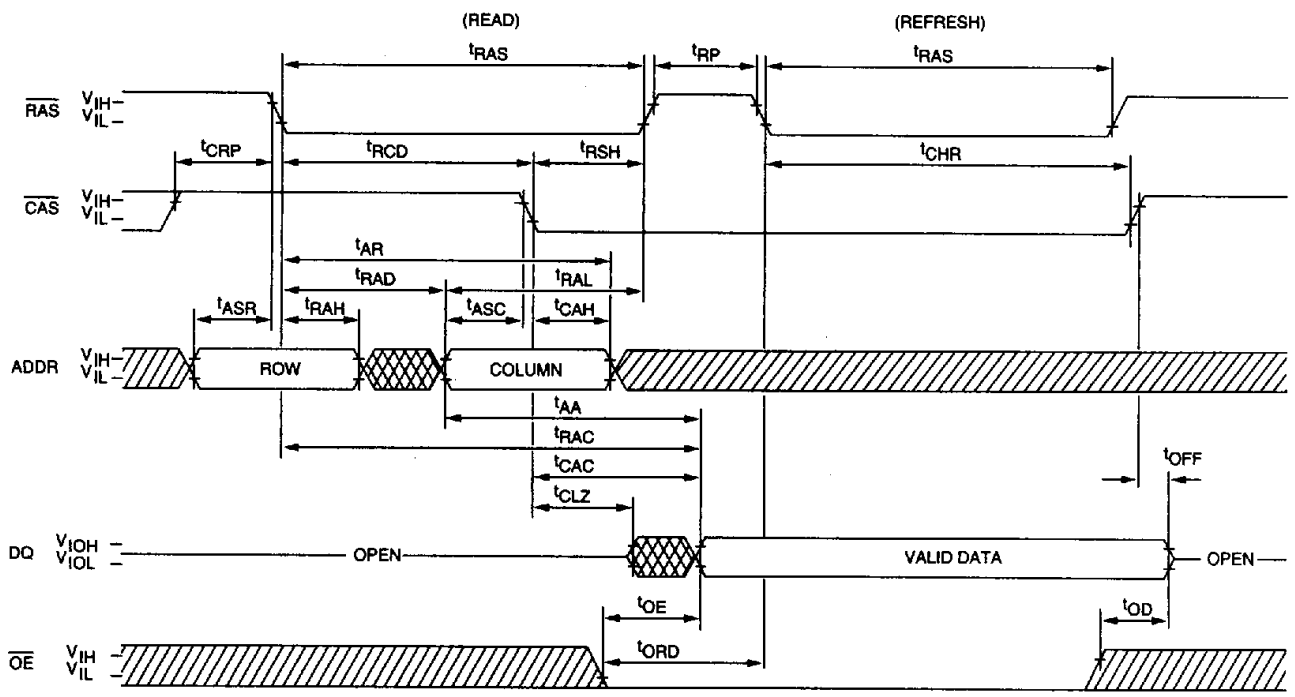 (READ) (REFRESH)
tRAS tRP tRAS
RAS VIH VIL
tCRP tRCD tRSH tCHR
CAS VIH VIL
tAR
tRAD tRAL
tASR tRAH tASC tCAH
ADDR VIH VIL ROW COLUMN
tAA
tRAC
tCAC tOFF
tCLZ
DQ VIOH VIOL OPEN VALID DATA OPEN
tOE tOD
tORD
OE VIH VIL